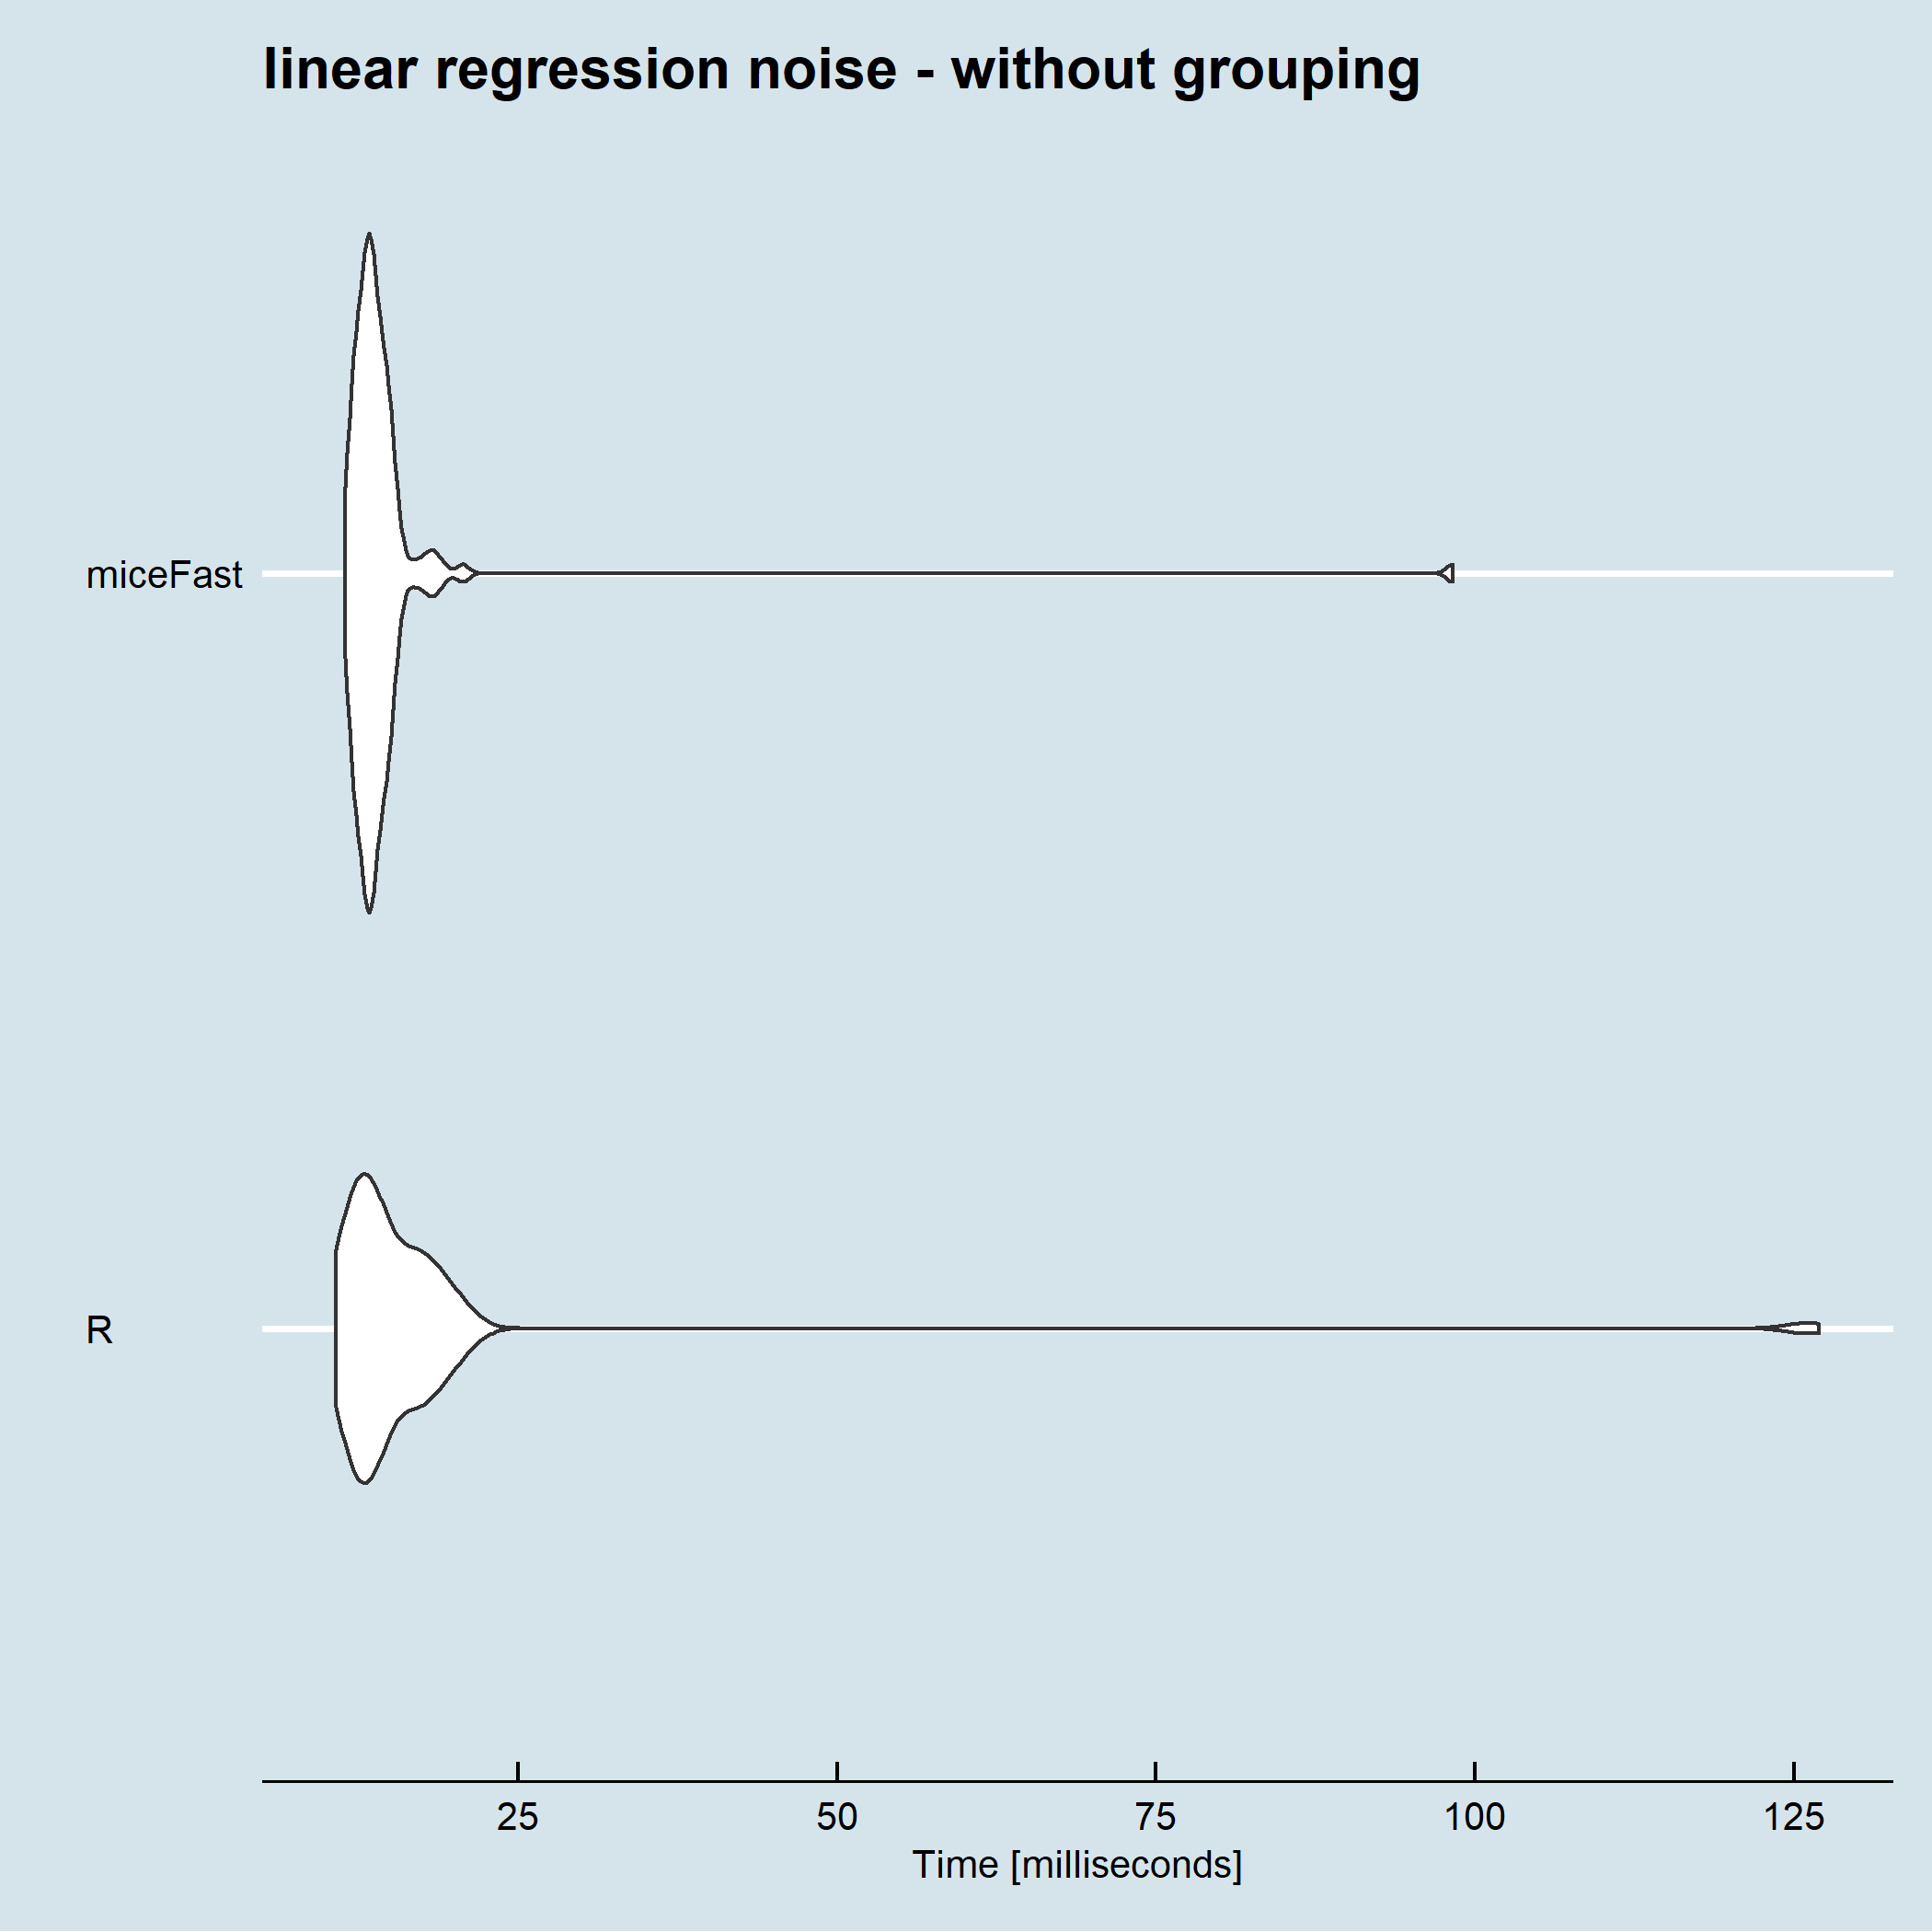 linear regression noise - without grouping
miceFast
R
25 50 75 100 125
Time [milliseconds]